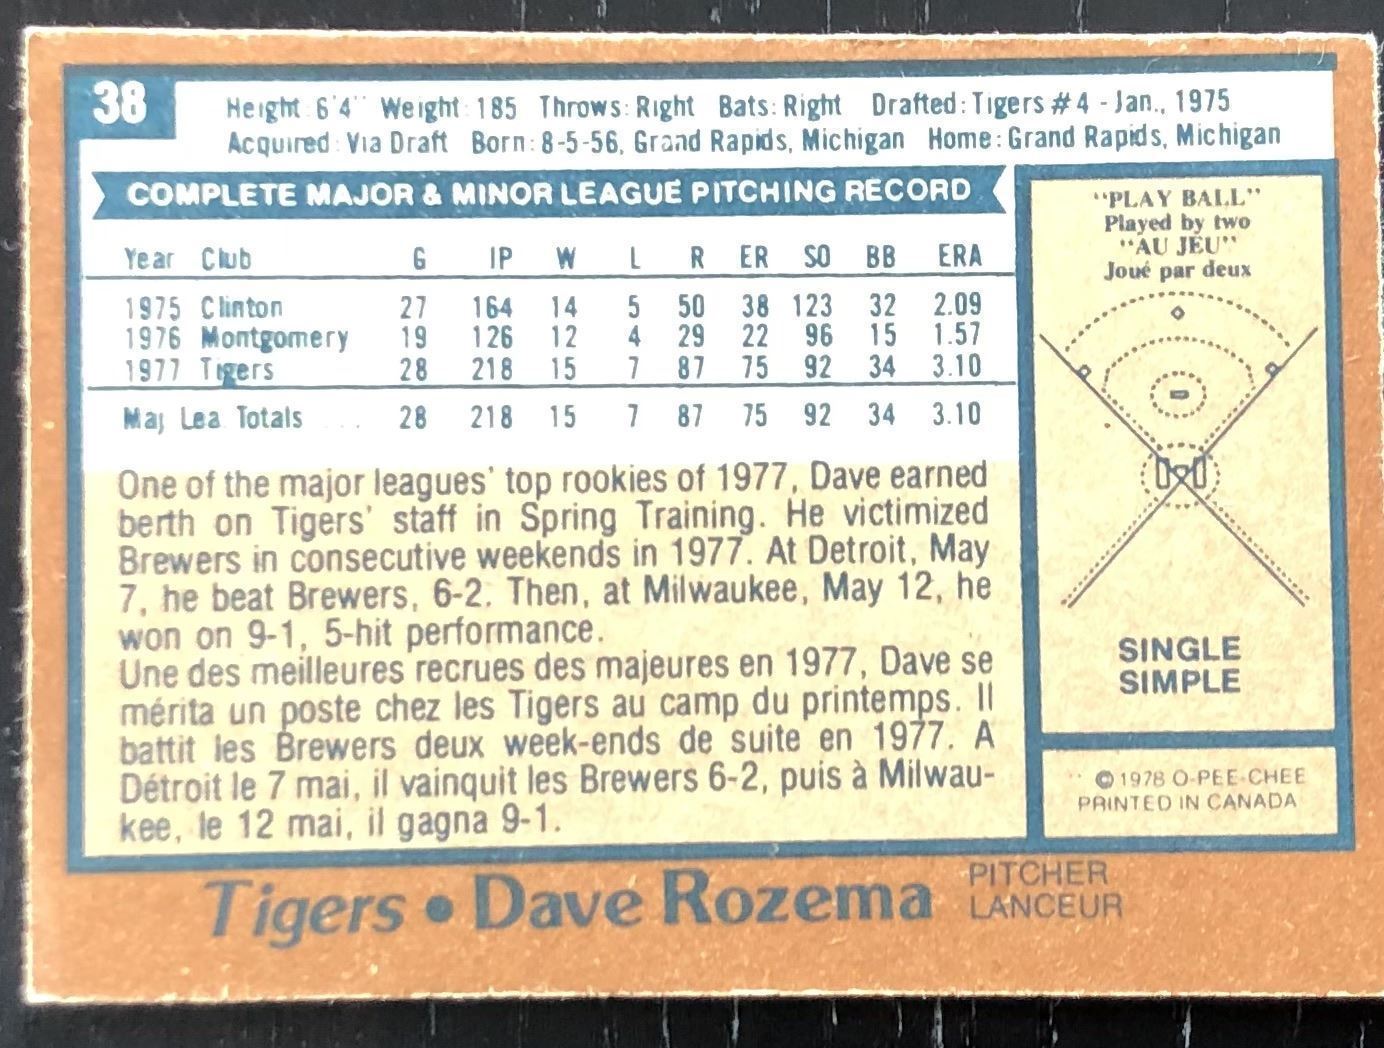 38
Height: 6'4" Weight: 185 Throws: Right Bats: Right Drafted: Tigers #4 - Jan., 1975
Acquired: Via Draft Born: 8-5-56, Grand Rapids, Michigan Home: Grand Rapids, Michigan
COMPLETE MAJOR & MINOR LEAGUE PITCHING RECORD
Year Club G IP W L R ER SO BB ERA
1975 Clinton 27 164 14 5 50 38 123 32 2.09
1976 Montgomery 19 126 12 4 29 22 96 15 1.57
1977 Tigers 28 218 15 7 87 75 92 34 3.10
Maj. Lea. Totals ... 28 218 15 7 87 75 92 34 3.10
One of the major leagues' top rookies of 1977, Dave earned
berth on Tigers' staff in Spring Training. He victimized
Brewers in consecutive weekends in 1977. At Detroit, May
7, he beat Brewers, 6-2. Then, at Milwaukee, May 12, he
won on 9-1, 5-hit performance.
Une des meilleures recrues des majeures en 1977, Dave se
mérita un poste chez les Tigers au camp du printemps. Il
battit les Brewers deux week-ends de suite en 1977. A
Détroit le 7 mai, il vainquit les Brewers 6-2, puis à Milwau-
kee, le 12 mai, il gagna 9-1.
"PLAY BALL"
Played by two
"AU JEU"
Joué par deux
SINGLE
SIMPLE
© 1978 O-PEE-CHEE
PRINTED IN CANADA
Tigers • Dave Rozema
PITCHER
LANCEUR